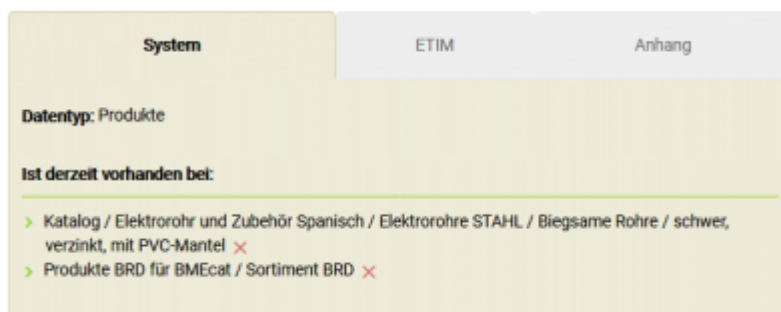 System ETIM Anhang
Datentyp: Produkte
Ist derzeit vorhanden bei:
> Katalog / Elektrorohr und Zubehör Spanisch / Elektrorohre STAHL / Biegsame Rohre / schwer,
verzinkt, mit PVC-Mantel ×
> Produkte BRD für BMEcat / Sortiment BRD ×